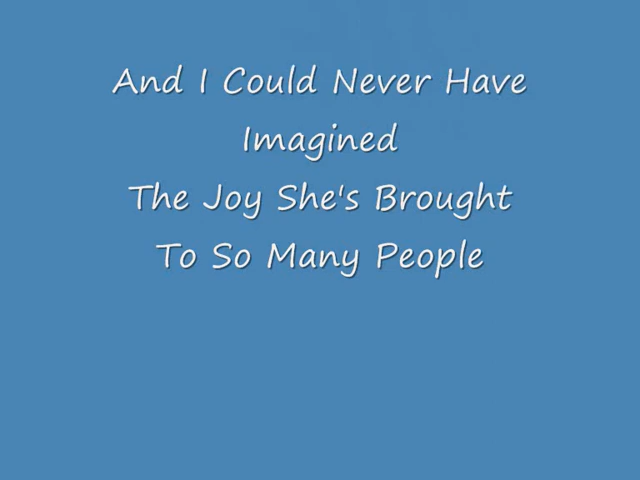 And I Could Never Have
Imagined
The Joy She's Brought
To So Many People